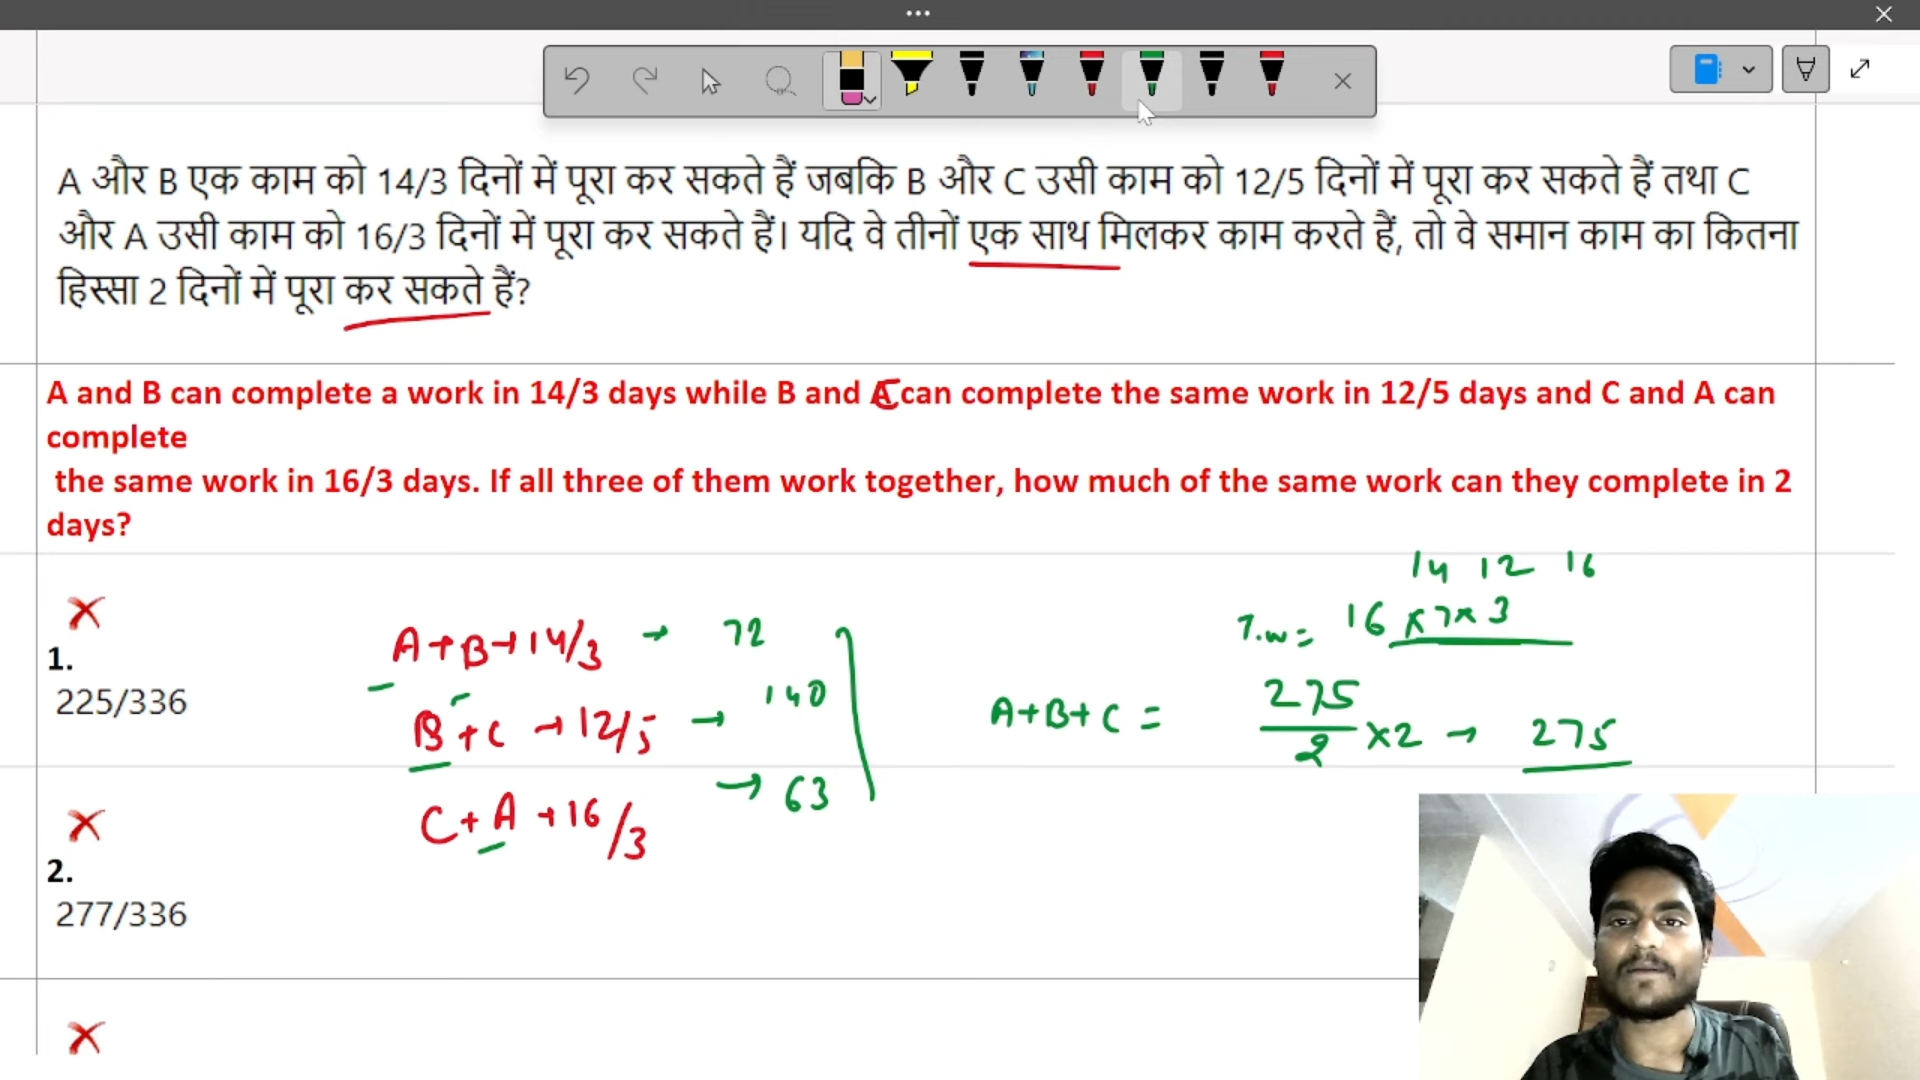 A और B एक काम को 14/3 दिनों में पूरा कर सकते हैं जबकि B और C उसी काम को 12/5 दिनों में पूरा कर सकते हैं तथा C
और A उसी काम को 16/3 दिनों में पूरा कर सकते हैं। यदि वे तीनों एक साथ मिलकर काम करते हैं, तो वे समान काम का कितना
हिस्सा 2 दिनों में पूरा कर सकते हैं?
A and B can complete a work in 14/3 days while B and C can complete the same work in 12/5 days and C and A can
complete
the same work in 16/3 days. If all three of them work together, how much of the same work can they complete in 2
days?
14 12 16
T.W = 16 x 7 x 3
A+B → 14/3 → 72
B+C → 12/5 → 140
C+A → 16/3 → 63
A+B+C = 275/2 x2 → 275
1.
225/336
2.
277/336